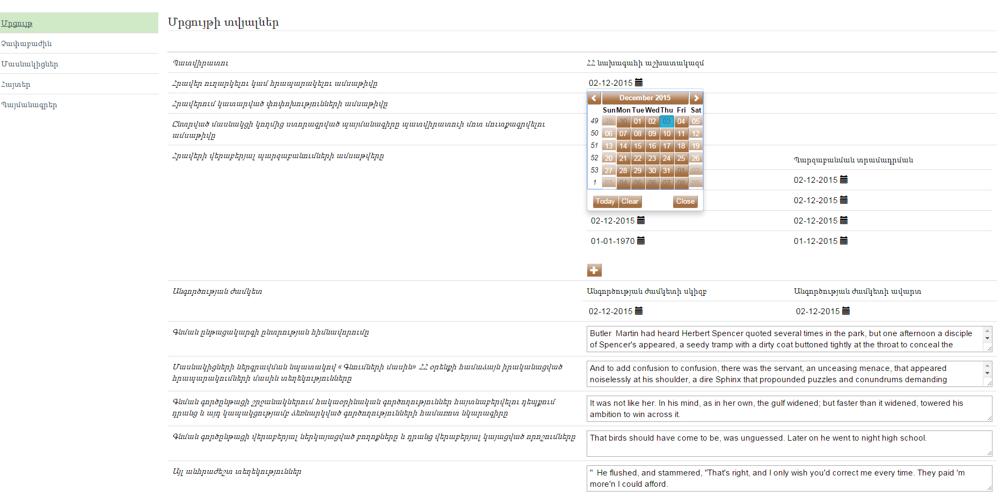 Մրցույթ
Չափաբաժին
Մասնակիցներ
Հայտեր
Պայմանագրեր
Մրցույթի տվյալներ
Պատվիրատու
ՀՀ նախագահի աշխատակազմ
Հրավեր ուղարկելու կամ հրապարակելու ամսաթիվը
02-12-2015
December 2015
Sun Mon Tue Wed Thu Fri Sat
49 29 30 01 02 03 04 05
50 06 07 08 09 10 11 12
51 13 14 15 16 17 18 19
52 20 21 22 23 24 25 26
53 27 28 29 30 31 01 02
1 03 04 05 06 07 08 09
Today Clear Close
Հրավերում կատարված փոփոխությունների ամսաթիվը
Ընտրված մասնակցի կողմից ստորագրված պայմանագիրը պատվիրատուի մոտ մուտքագրվելու
ամսաթիվը
Հրավերի վերաբերյալ պարզաբանումների ամսաթվերը
Պարզաբանման տրամադրման
02-12-2015
02-12-2015
02-12-2015 02-12-2015
01-01-1970 01-12-2015
Անգործության ժամկետ
Անգործության ժամկետի սկիզբ Անգործության ժամկետի ավարտ
02-12-2015 02-12-2015
Գնման ընթացակարգի ընտրության հիմնավորումը
Butler  Martin had heard Herbert Spencer quoted several times in the park, but one afternoon a disciple
of Spencer's appeared, a seedy tramp with a dirty coat buttoned tightly at the throat to conceal the
Մասնակիցների ներգրավման նպատակով «Գնումների մասին» ՀՀ օրենքի համաձայն իրականացված
հրապարակումների մասին տեղեկությունները
And to add confusion to confusion, there was the servant, an unceasing menace, that appeared
noiselessly at his shoulder, a dire Sphinx that propounded puzzles and conundrums demanding
Գնման գործընթացի շրջանակներում հակաօրինական գործողություններ հայտնաբերվելու դեպքում
դրանց և այդ կապակցությամբ ձեռնարկված գործողությունների համառոտ նկարագիրը
It was not like her. In his mind, as in her own, the gulf widened; but faster than it widened, towered his
ambition to win across it.
Գնման գործընթացի վերաբերյալ ներկայացված բողոքները և դրանց վերաբերյալ կայացված որոշումները
That birds should have come to be, was unguessed. Later on he went to night high school.
Այլ անհրաժեշտ տեղեկություններ
"  He flushed, and stammered, "That's right, and I only wish you'd correct me every time. They paid 'm
more'n I could afford.